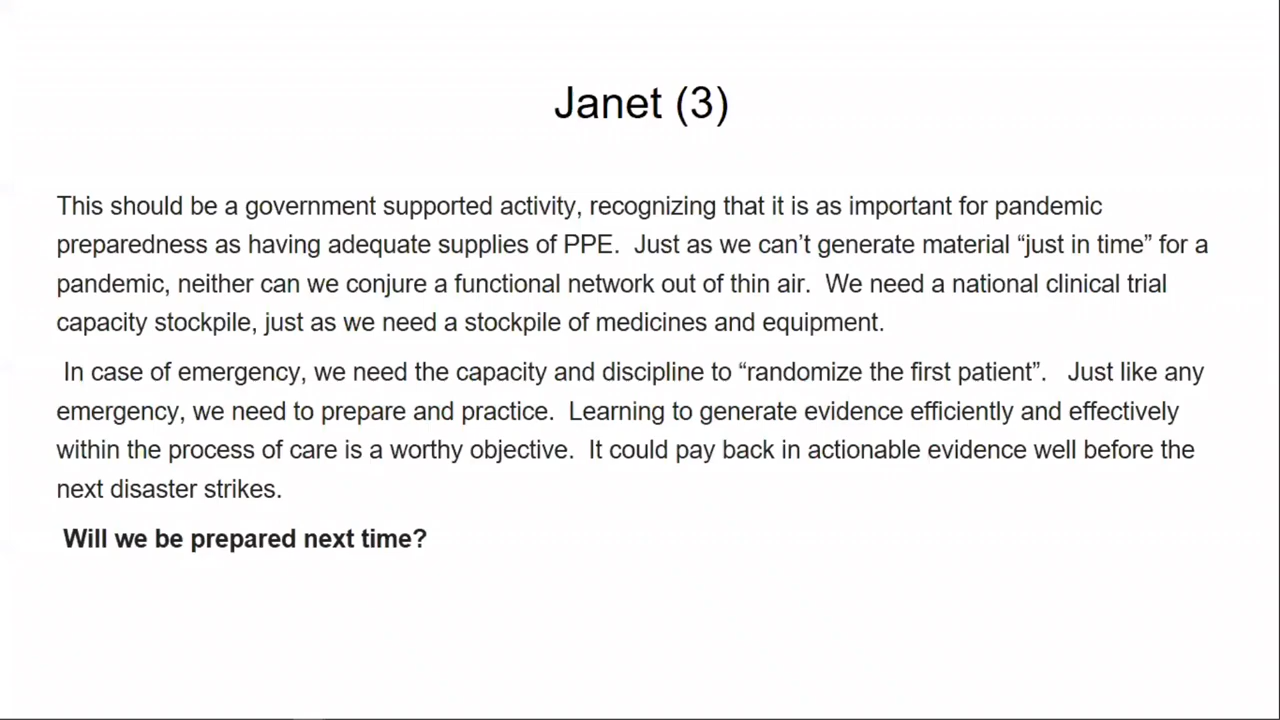 Janet (3)
This should be a government supported activity, recognizing that it is as important for pandemic
preparedness as having adequate supplies of PPE.  Just as we can’t generate material “just in time” for a
pandemic, neither can we conjure a functional network out of thin air.  We need a national clinical trial
capacity stockpile, just as we need a stockpile of medicines and equipment.
In case of emergency, we need the capacity and discipline to “randomize the first patient”.   Just like any
emergency, we need to prepare and practice.  Learning to generate evidence efficiently and effectively
within the process of care is a worthy objective.  It could pay back in actionable evidence well before the
next disaster strikes.
Will we be prepared next time?